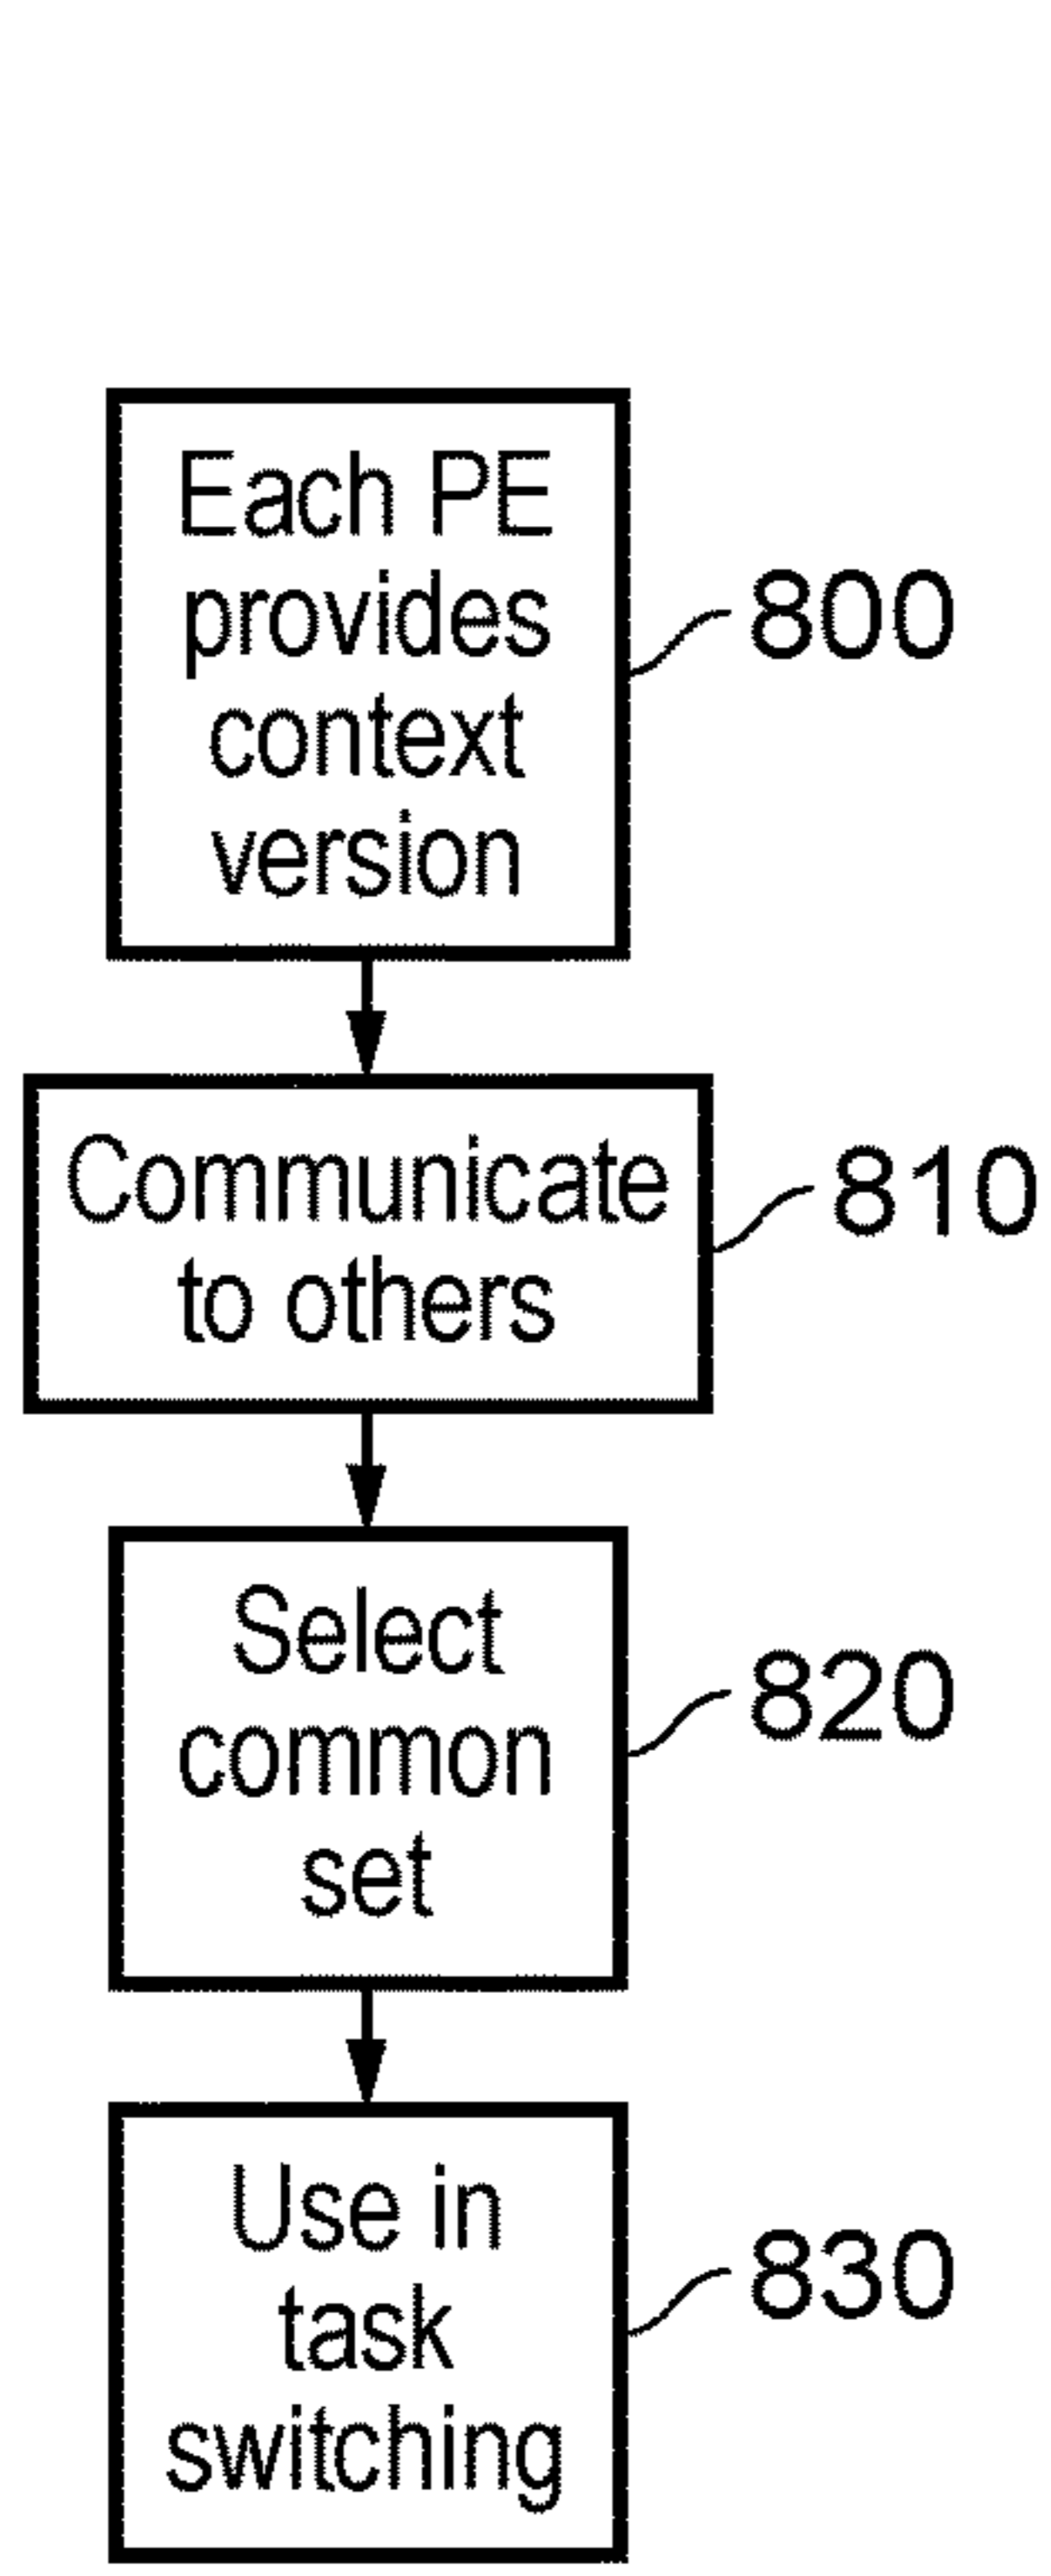 Each PE
provides
context
version
800
Communicate
to others
810
Select
common
set
820
Use in
task
switching
830